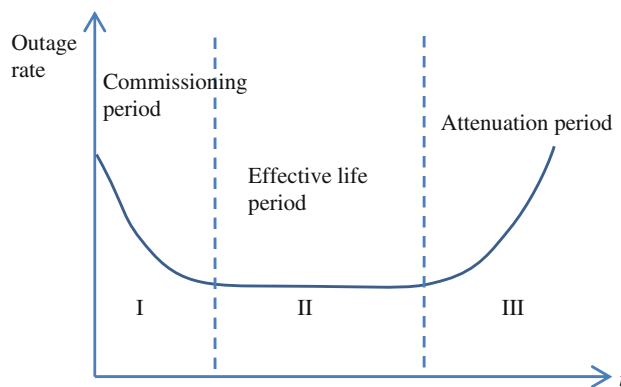 Outage
rate
Commissioning
period
Effective life
period
Attenuation period
I
II
III